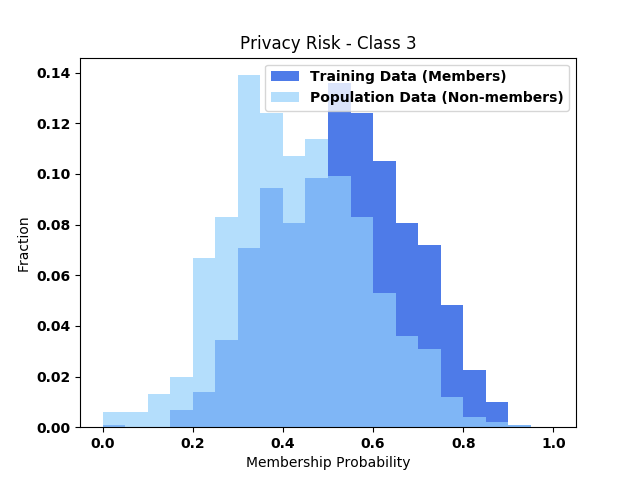 Privacy Risk - Class 3
Training Data (Members)
Population Data (Non-members)
Fraction
0.14
0.12
0.10
0.08
0.06
0.04
0.02
0.00
0.0 0.2 0.4 0.6 0.8 1.0
Membership Probability